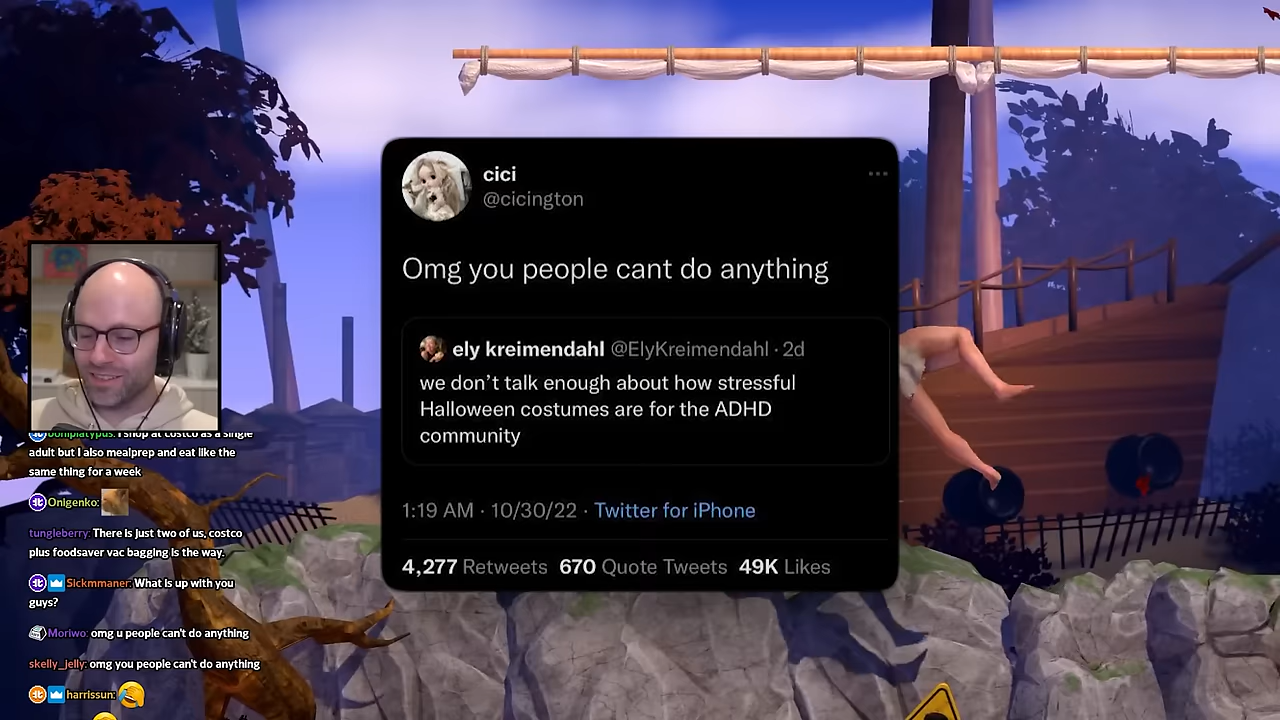 cici
@cicington
Omg you people cant do anything
ely kreimendahl @ElyKreimendahl · 2d
we don’t talk enough about how stressful
Halloween costumes are for the ADHD
community
1:19 AM · 10/30/22 · Twitter for iPhone
4,277 Retweets 670 Quote Tweets 49K Likes
boniplatypus: I shop at costco as a single
adult but I also mealprep and eat like the
same thing for a week
Onigenko:
tungleberry: There is just two of us, costco
plus foodsaver vac bagging is the way.
Sickmmaner: What is up with you
guys?
Moriwo: omg u people can't do anything
skelly_jelly: omg you people can't do anything
harrissun: